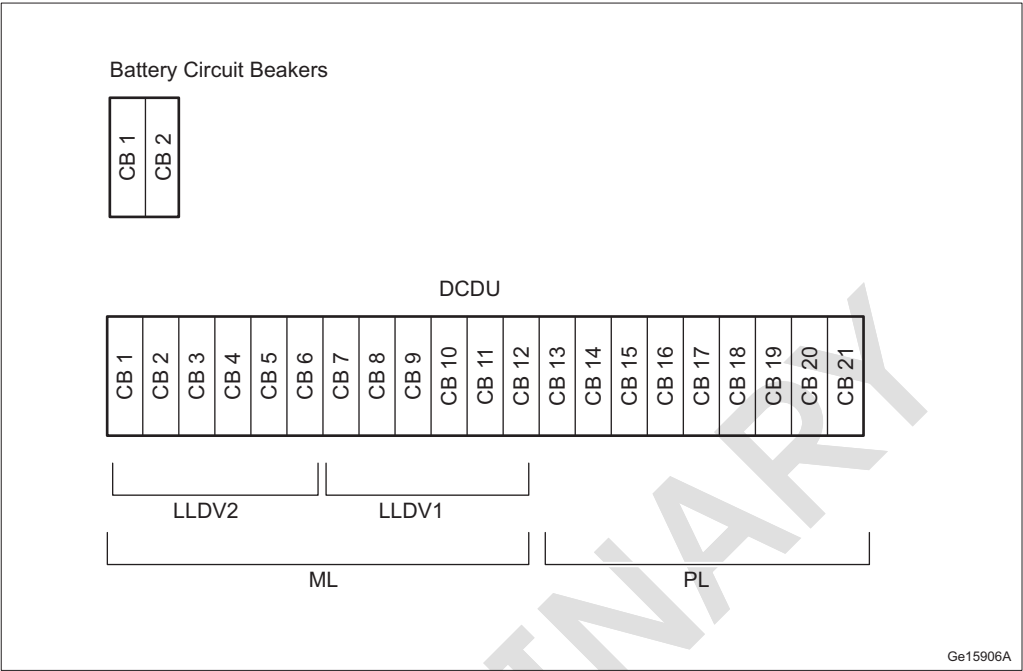 Battery Circuit Beakers
CB 1 CB 2
DCDU
CB 1 CB 2 CB 3 CB 4 CB 5 CB 6 CB 7 CB 8 CB 9 CB 10 CB 11 CB 12 CB 13 CB 14 CB 15 CB 16 CB 17 CB 18 CB 19 CB 20 CB 21
LLDV2 LLDV1
ML PL
INARY
Ge15906A